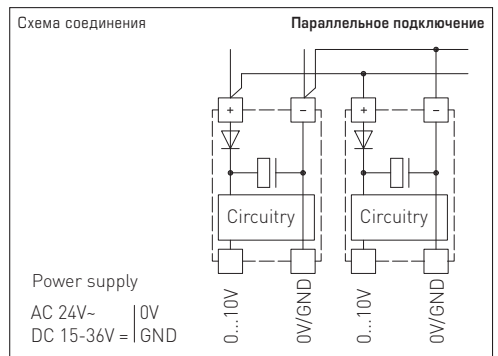 Схема соединения
Параллельное подключение
+ − + −
Circuitry Circuitry
Power supply
AC 24V~ | 0V
DC 15-36V = | GND
0...10V
0V/GND
0...10V
0V/GND